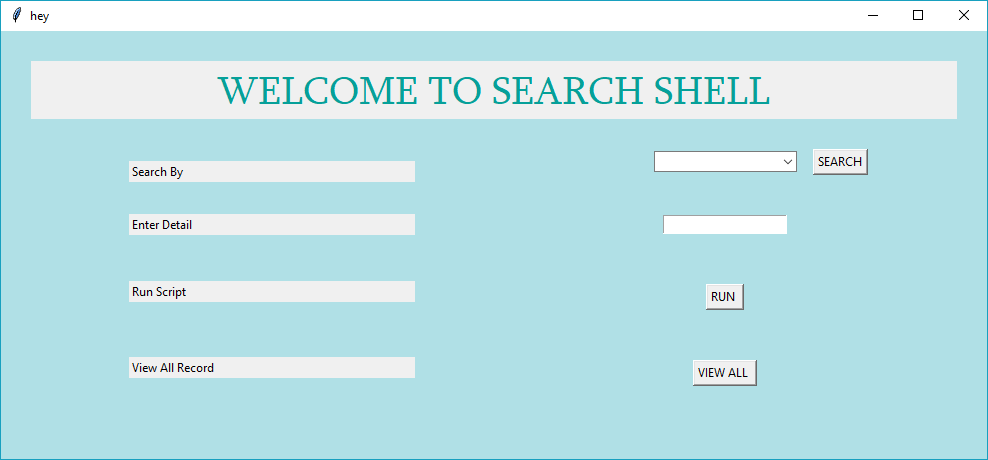 hey
WELCOME TO SEARCH SHELL
Search By
SEARCH
Enter Detail
Run Script
RUN
View All Record
VIEW ALL